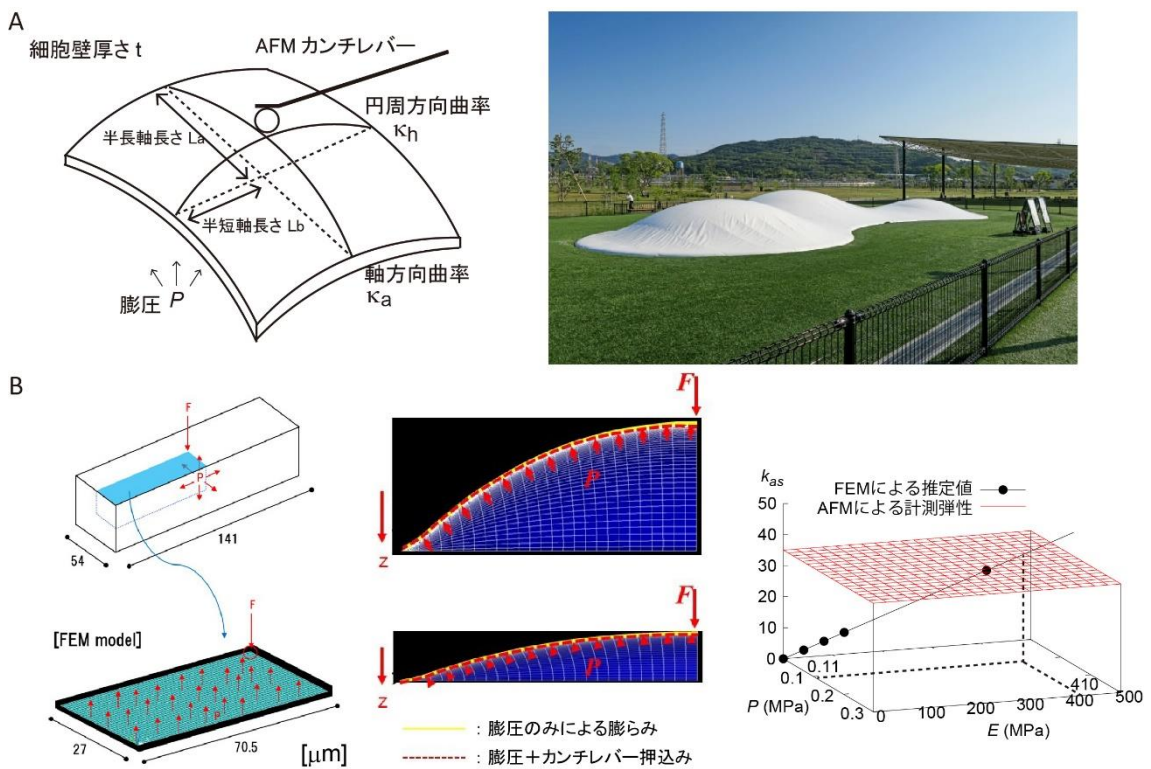 A
細胞壁厚さ t
AFM カンチレバー
円周方向曲率
κh
半長軸長さ La
半短軸長さ Lb
軸方向曲率
κa
膨圧 P
B
F
P
54
141
[FEM model]
F
P
27
70.5
[μm]
F
P
z
F
P
z
: 膨圧のみによる膨らみ
: 膨圧+カンチレバー押込み
kas
FEMによる推定値
AFMによる計測弾性
50
40
30
20
10
0
0.1
0.11
0.2
0.3
P (MPa)
0
100
200
300
400
410
500
E (MPa)